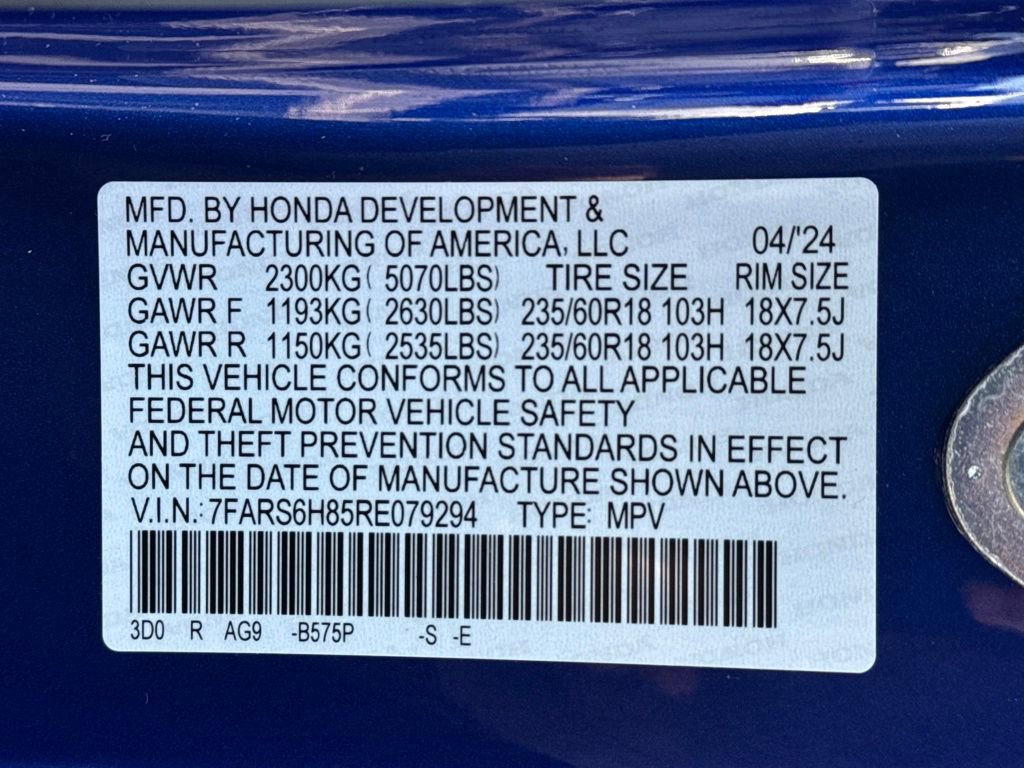 MFD. BY HONDA DEVELOPMENT &
MANUFACTURING OF AMERICA, LLC 04/'24
GVWR 2300KG( 5070LBS) TIRE SIZE RIM SIZE
GAWR F 1193KG( 2630LBS) 235/60R18 103H 18X7.5J
GAWR R 1150KG( 2535LBS) 235/60R18 103H 18X7.5J
THIS VEHICLE CONFORMS TO ALL APPLICABLE
FEDERAL MOTOR VEHICLE SAFETY
AND THEFT PREVENTION STANDARDS IN EFFECT
ON THE DATE OF MANUFACTURE SHOWN ABOVE.
V.I.N.: 7FARS6H85RE079294 TYPE: MPV
3D0 R AG9 -B575P -S -E